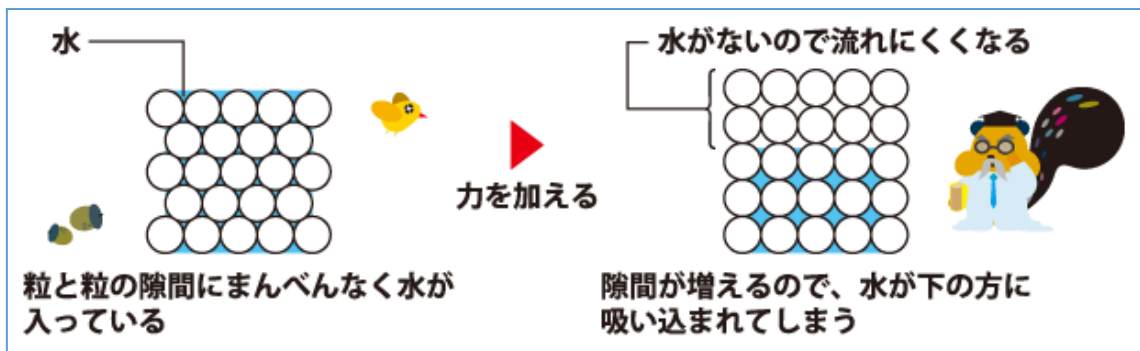 水
水がないので流れにくくなる
力を加える
粒と粒の隙間にまんべんなく水が
入っている
隙間が増えるので、水が下の方に
吸い込まれてしまう